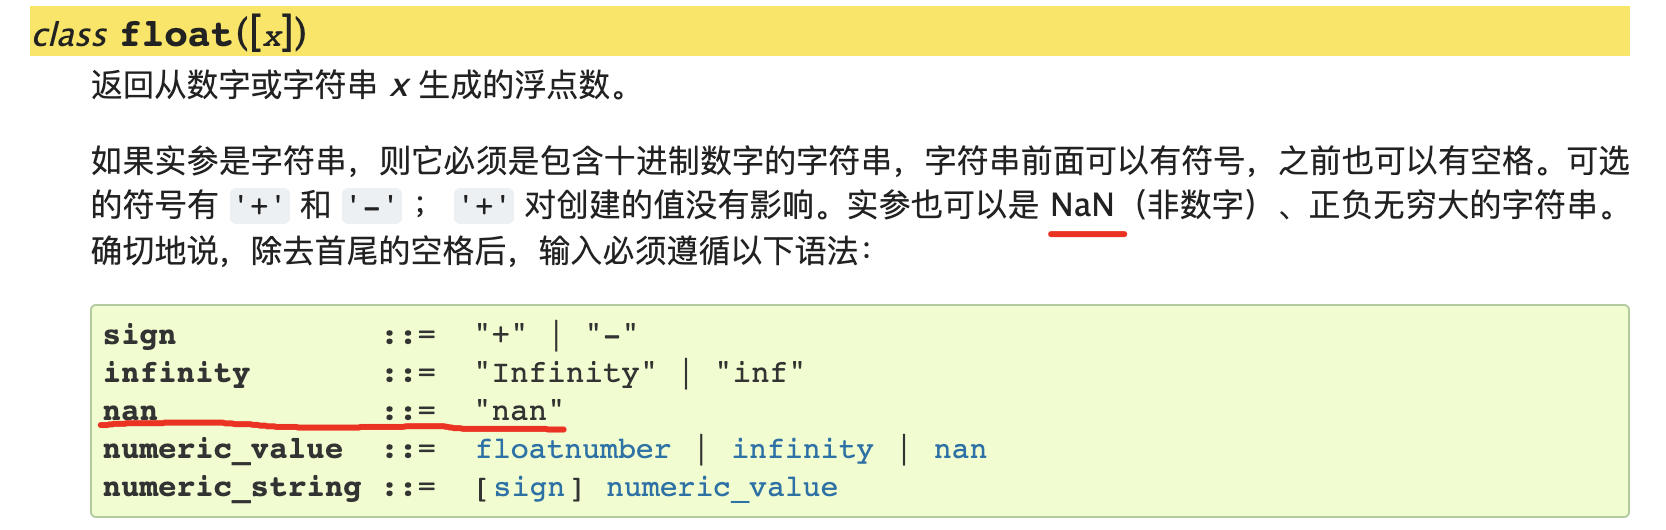 class float([x])
返回从数字或字符串 x 生成的浮点数。
如果实参是字符串，则它必须是包含十进制数字的字符串，字符串前面可以有符号，之前也可以有空格。可选
的符号有 '+' 和 '-' ； '+' 对创建的值没有影响。实参也可以是 NaN（非数字）、正负无穷大的字符串。
确切地说，除去首尾的空格后，输入必须遵循以下语法：
sign ::= "+" | "-"
infinity ::= "Infinity" | "inf"
nan ::= "nan"
numeric_value ::= floatnumber | infinity | nan
numeric_string ::= [sign] numeric_value